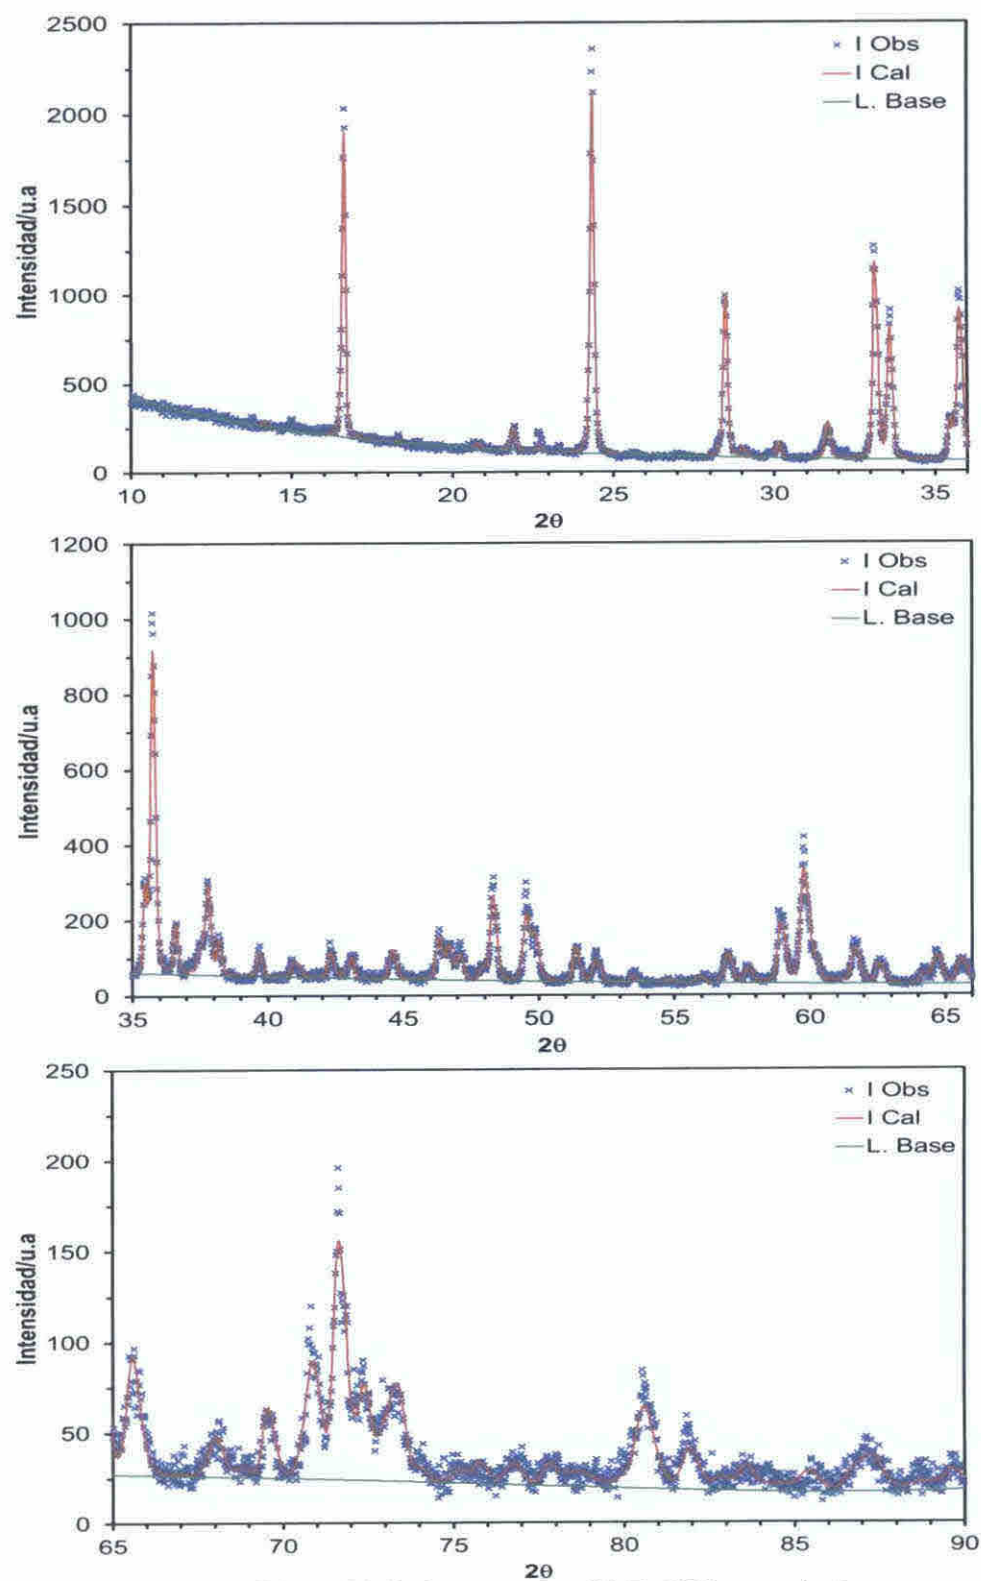 2500
2000
1500
1000
500
0
Intensidad/u.a
× I Obs
I Cal
L. Base
10 15 20 25 30 35
2θ
1200
1000
800
600
400
200
0
Intensidad/u.a
× I Obs
I Cal
L. Base
35 40 45 50 55 60 65
2θ
250
200
150
100
50
0
Intensidad/u.a
× I Obs
I Cal
L. Base
65 70 75 80 85 90
2θ